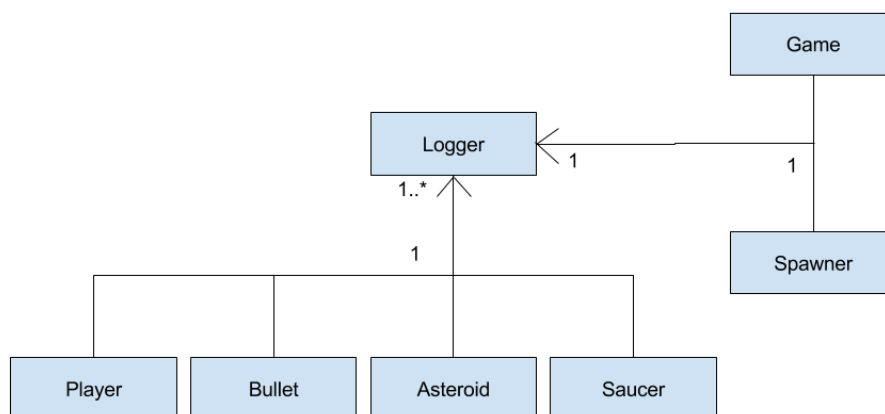 Game
Logger
1
1
1..*
1
Spawner
Player
Bullet
Asteroid
Saucer